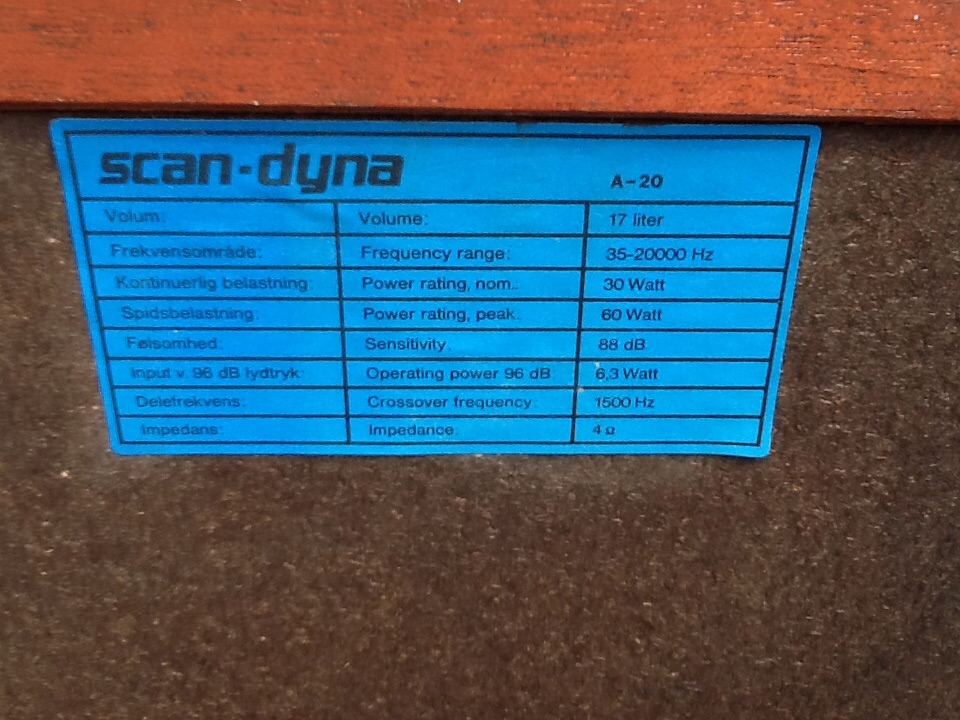 scan-dyna A-20
Volum: Volume: 17 liter
Frekvensområde: Frequency range: 35-20000 Hz
Kontinuerlig belastning: Power rating, nom.: 30 Watt
Spidsbelastning: Power rating, peak: 60 Watt
Følsomhed: Sensitivity: 88 dB
Input v. 96 dB lydtryk: Operating power 96 dB: 6,3 Watt
Delefrekvens: Crossover frequency: 1500 Hz
Impedans: Impedance: 4 Ω